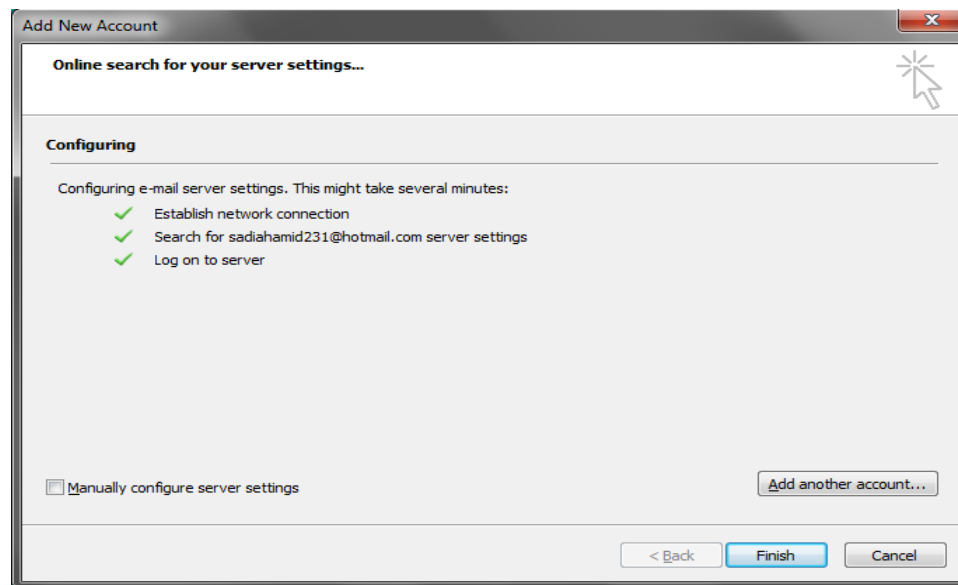 Add New Account
Online search for your server settings...
Configuring
Configuring e-mail server settings. This might take several minutes:
Establish network connection
Search for sadiahamid231@hotmail.com server settings
Log on to server
Manually configure server settings
Add another account...
< Back
Finish
Cancel